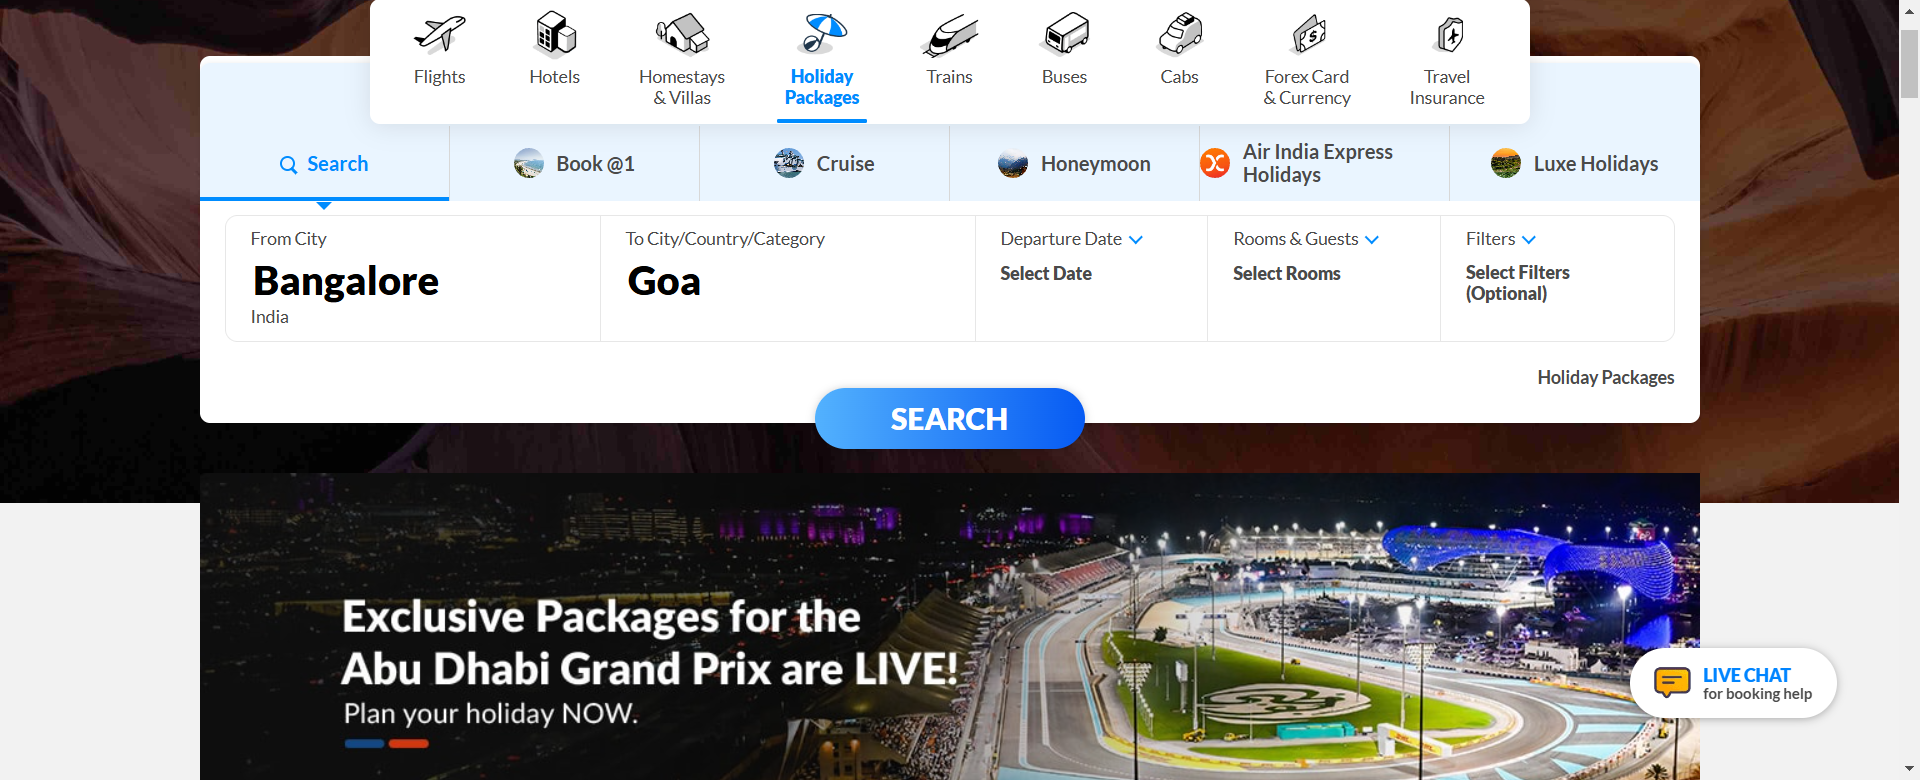 Flights
Hotels
Homestays
& Villas
Holiday
Packages
Trains
Buses
Cabs
Forex Card
& Currency
Travel
Insurance
Search
Book @1
Cruise
Honeymoon
Air India Express
Holidays
Luxe Holidays
From City
Bangalore
India
To City/Country/Category
Goa
Departure Date
Select Date
Rooms & Guests
Select Rooms
Filters
Select Filters
(Optional)
Holiday Packages
SEARCH
Exclusive Packages for the
Abu Dhabi Grand Prix are LIVE!
Plan your holiday NOW.
LIVE CHAT
for booking help